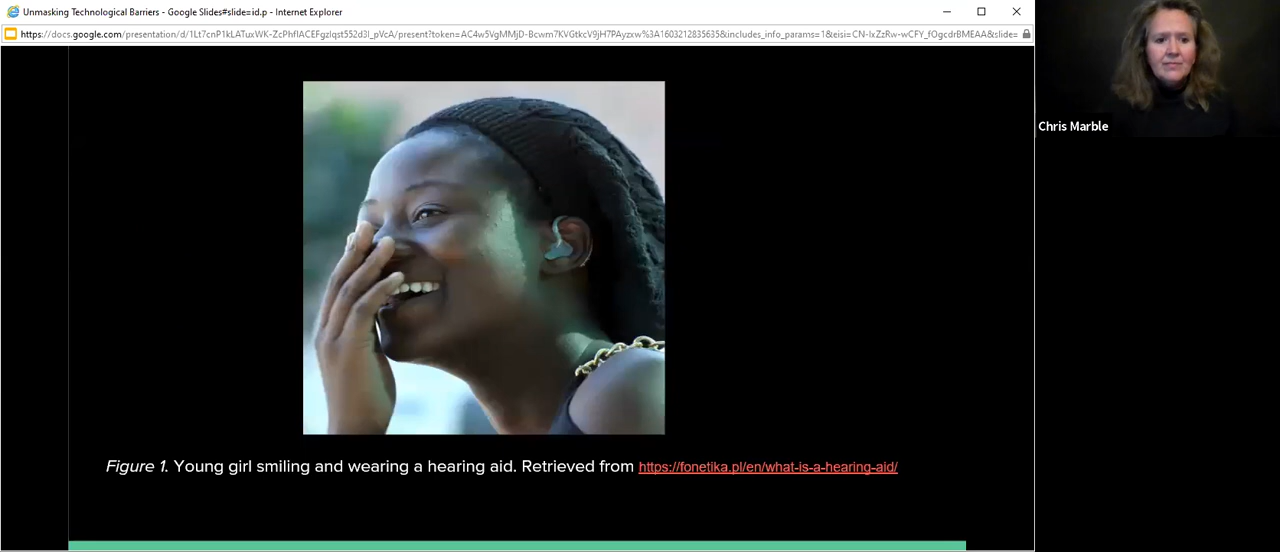 Unmasking Technological Barriers - Google Slides#slide=id.p - Internet Explorer
Chris Marble
Figure 1. Young girl smiling and wearing a hearing aid. Retrieved from https://fonetika.pl/en/what-is-a-hearing-aid/